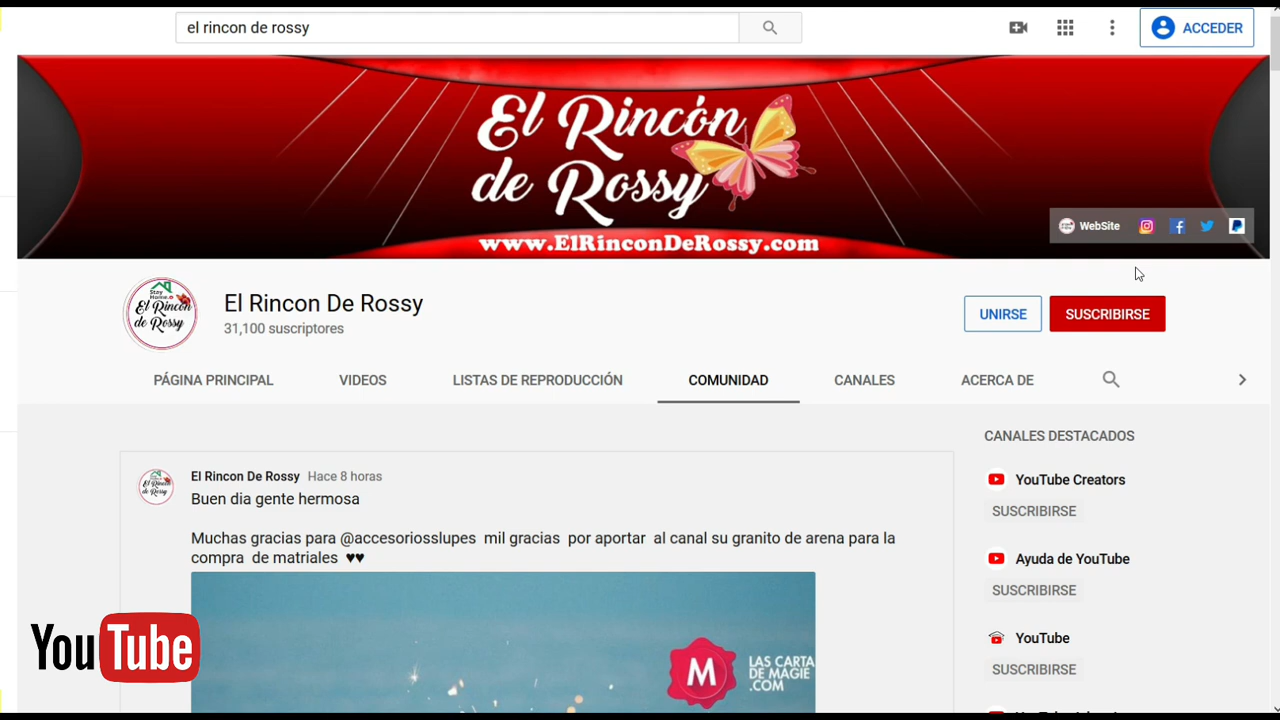 el rincon de rossy
ACCEDER
El Rincón
de Rossy
WebSite
www.ElRinconDeRossy.com
Stay
Home
El Rincón
de Rossy
El Rincon De Rossy
31,100 suscriptores
UNIRSE
SUSCRIBIRSE
PÁGINA PRINCIPAL
VIDEOS
LISTAS DE REPRODUCCIÓN
COMUNIDAD
CANALES
ACERCA DE
CANALES DESTACADOS
El Rincon De Rossy Hace 8 horas
Buen dia gente hermosa
Muchas gracias para @accesoriosslupes mil gracias por aportar al canal su granito de arena para la
compra de matriales ♥♥
YouTube Creators
SUSCRIBIRSE
Ayuda de YouTube
SUSCRIBIRSE
YouTube
SUSCRIBIRSE
YouTube
M
LAS CARTA
DE MAGIE
.COM